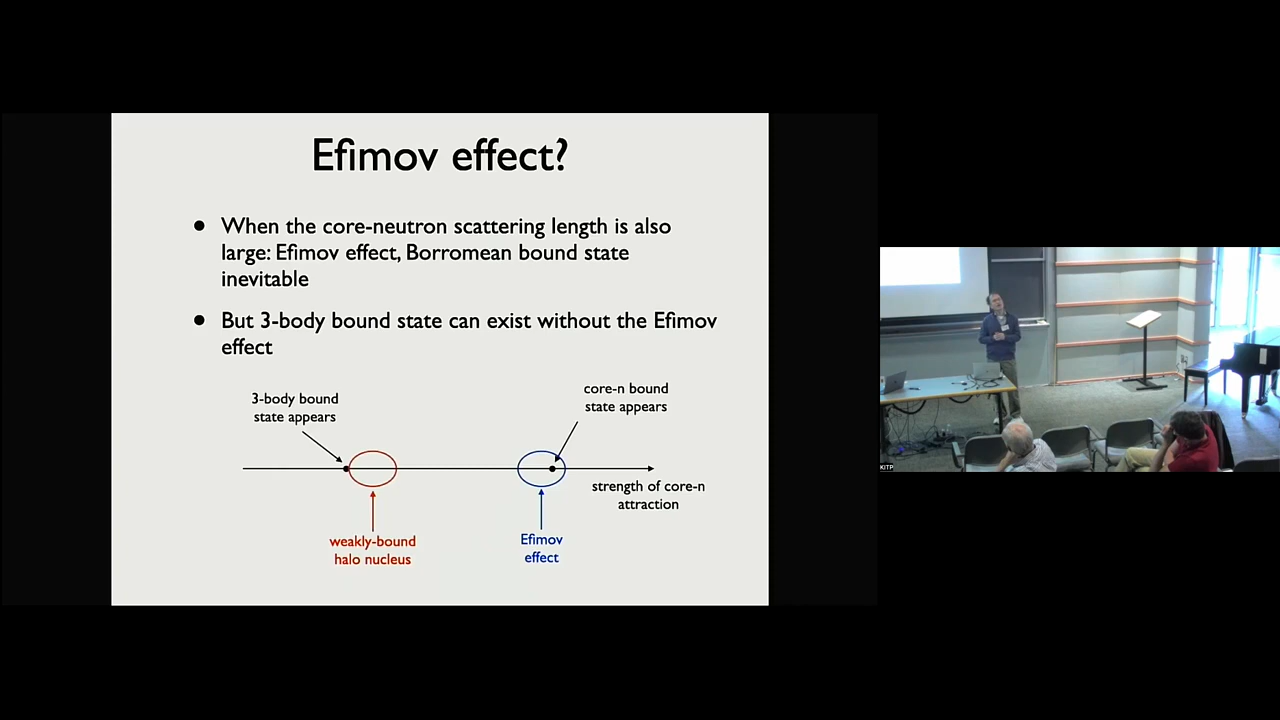 Efimov effect?
• When the core-neutron scattering length is also
large: Efimov effect, Borromean bound state
inevitable
• But 3-body bound state can exist without the Efimov
effect
3-body bound
state appears
core-n bound
state appears
strength of core-n
attraction
weakly-bound
halo nucleus
Efimov
effect
KITP